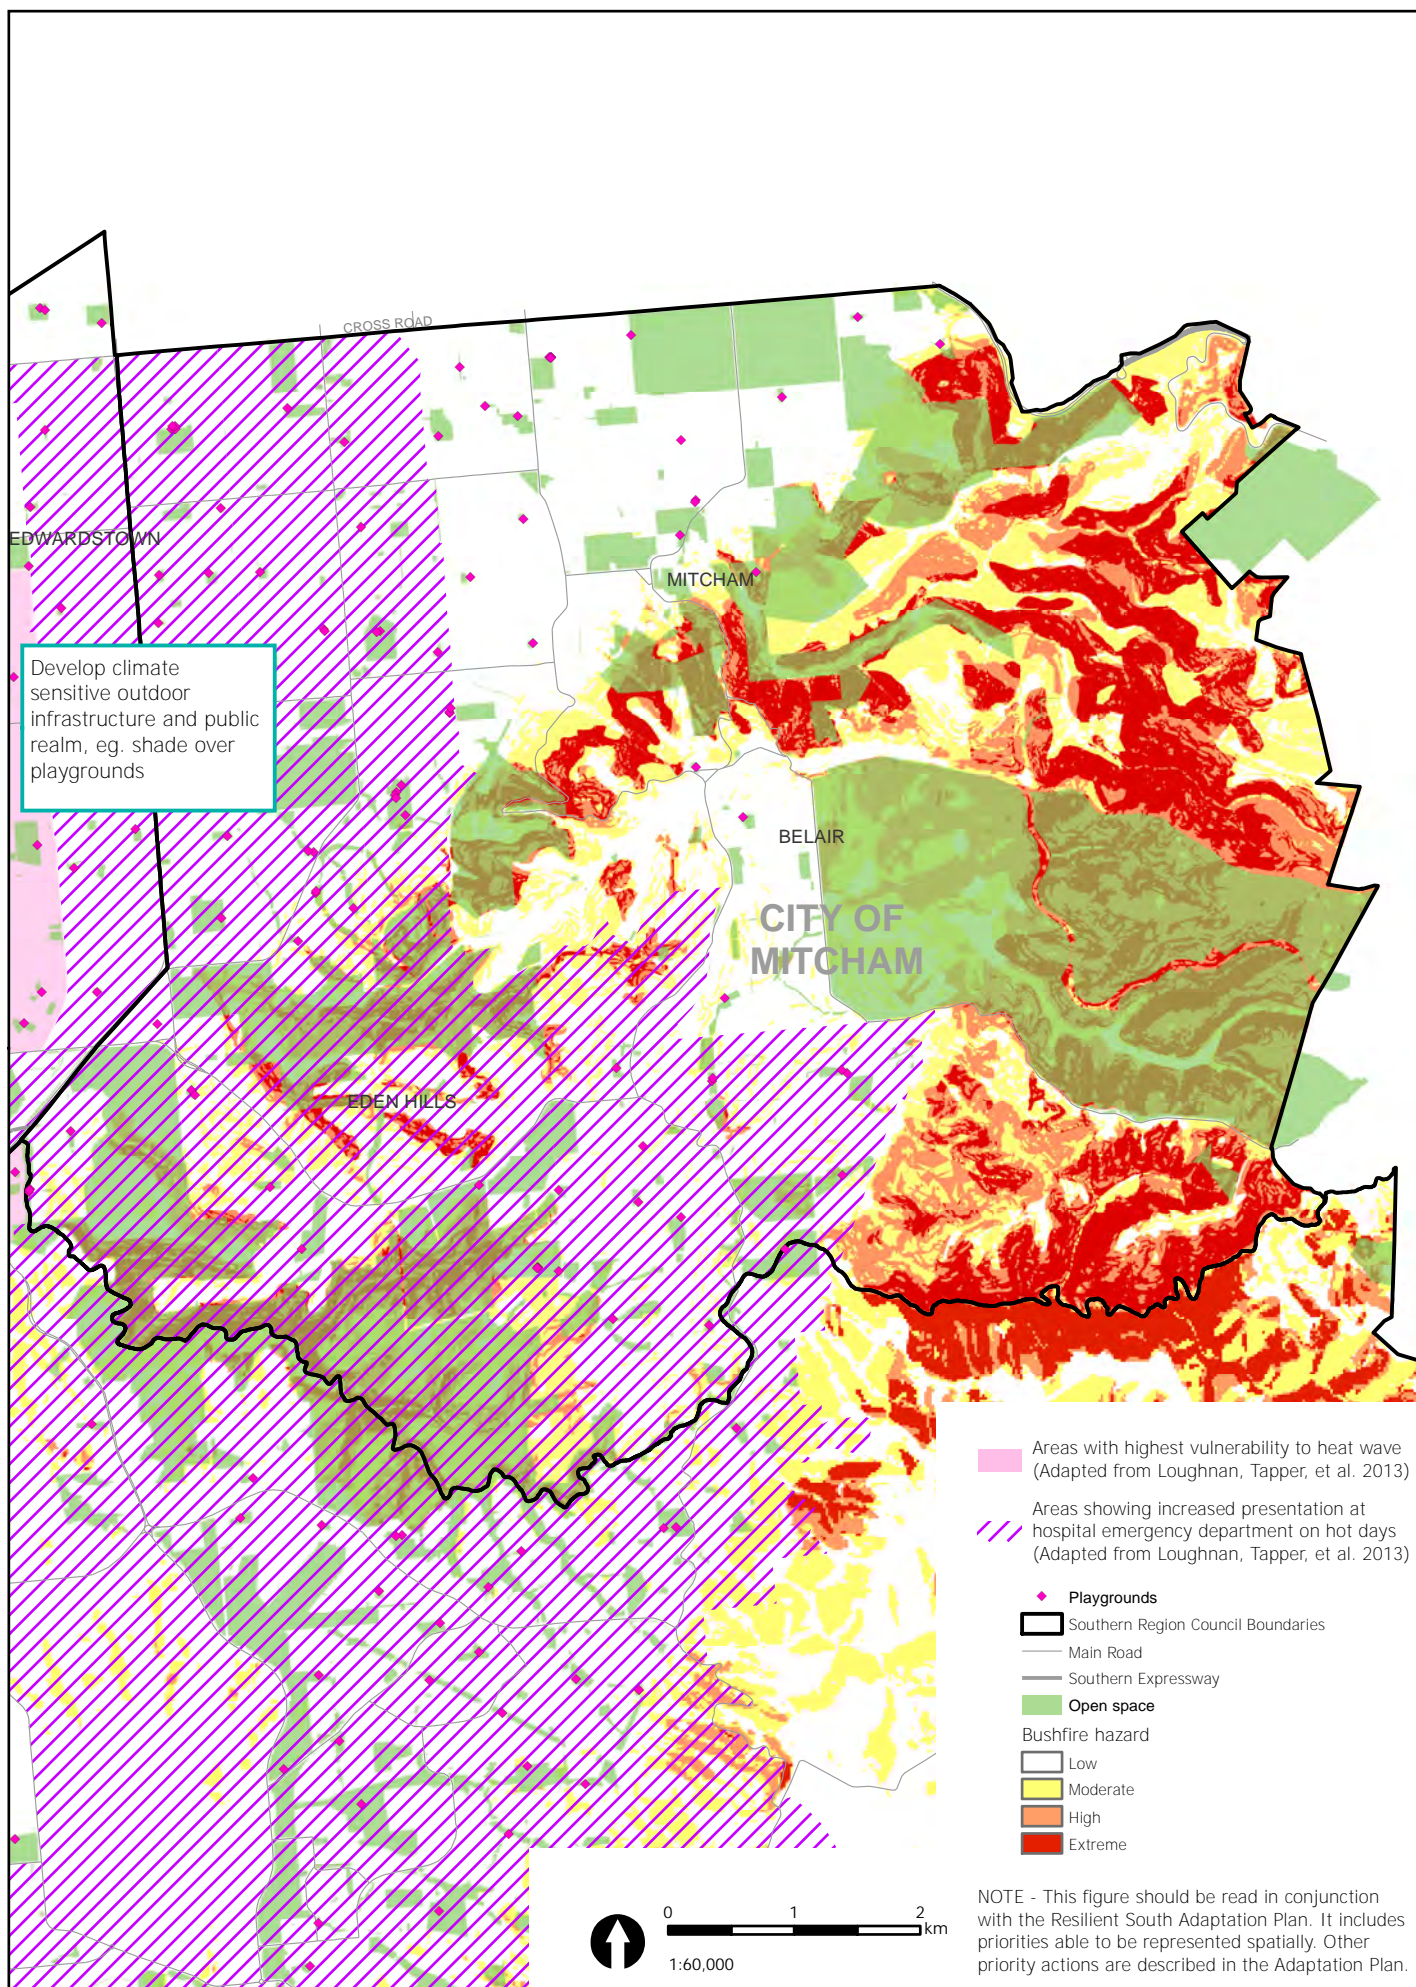 CROSS ROAD
EDWARDSTOWN
MITCHAM
Develop climate
sensitive outdoor
infrastructure and public
realm, eg. shade over
playgrounds
BELAIR
CITY OF
MITCHAM
EDEN HILLS
Areas with highest vulnerability to heat wave
(Adapted from Loughnan, Tapper, et al. 2013)
Areas showing increased presentation at
hospital emergency department on hot days
(Adapted from Loughnan, Tapper, et al. 2013)
Playgrounds
Southern Region Council Boundaries
Main Road
Southern Expressway
Open space
Bushfire hazard
Low
Moderate
High
Extreme
0 1 2
km
1:60,000
NOTE - This figure should be read in conjunction
with the Resilient South Adaptation Plan. It includes
priorities able to be represented spatially. Other
priority actions are described in the Adaptation Plan.